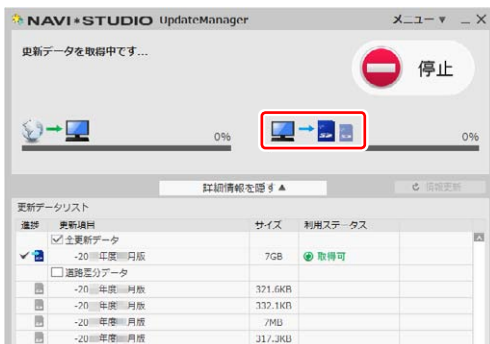 NAVI*STUDIO UpdateManager メニュー ▼ _ X
更新データを取得中です...
停止
0% 0%
詳細情報を隠す▲ 情報更新
更新データリスト
進捗 更新項目 サイズ 利用ステータス
全更新データ
-20 年度 月版 7GB 取得可
道路差分データ
-20 年度 月版 321.6KB
-20 年度 月版 332.1KB
-20 年度 月版 7MB
-20 年度 月版 317.3KB